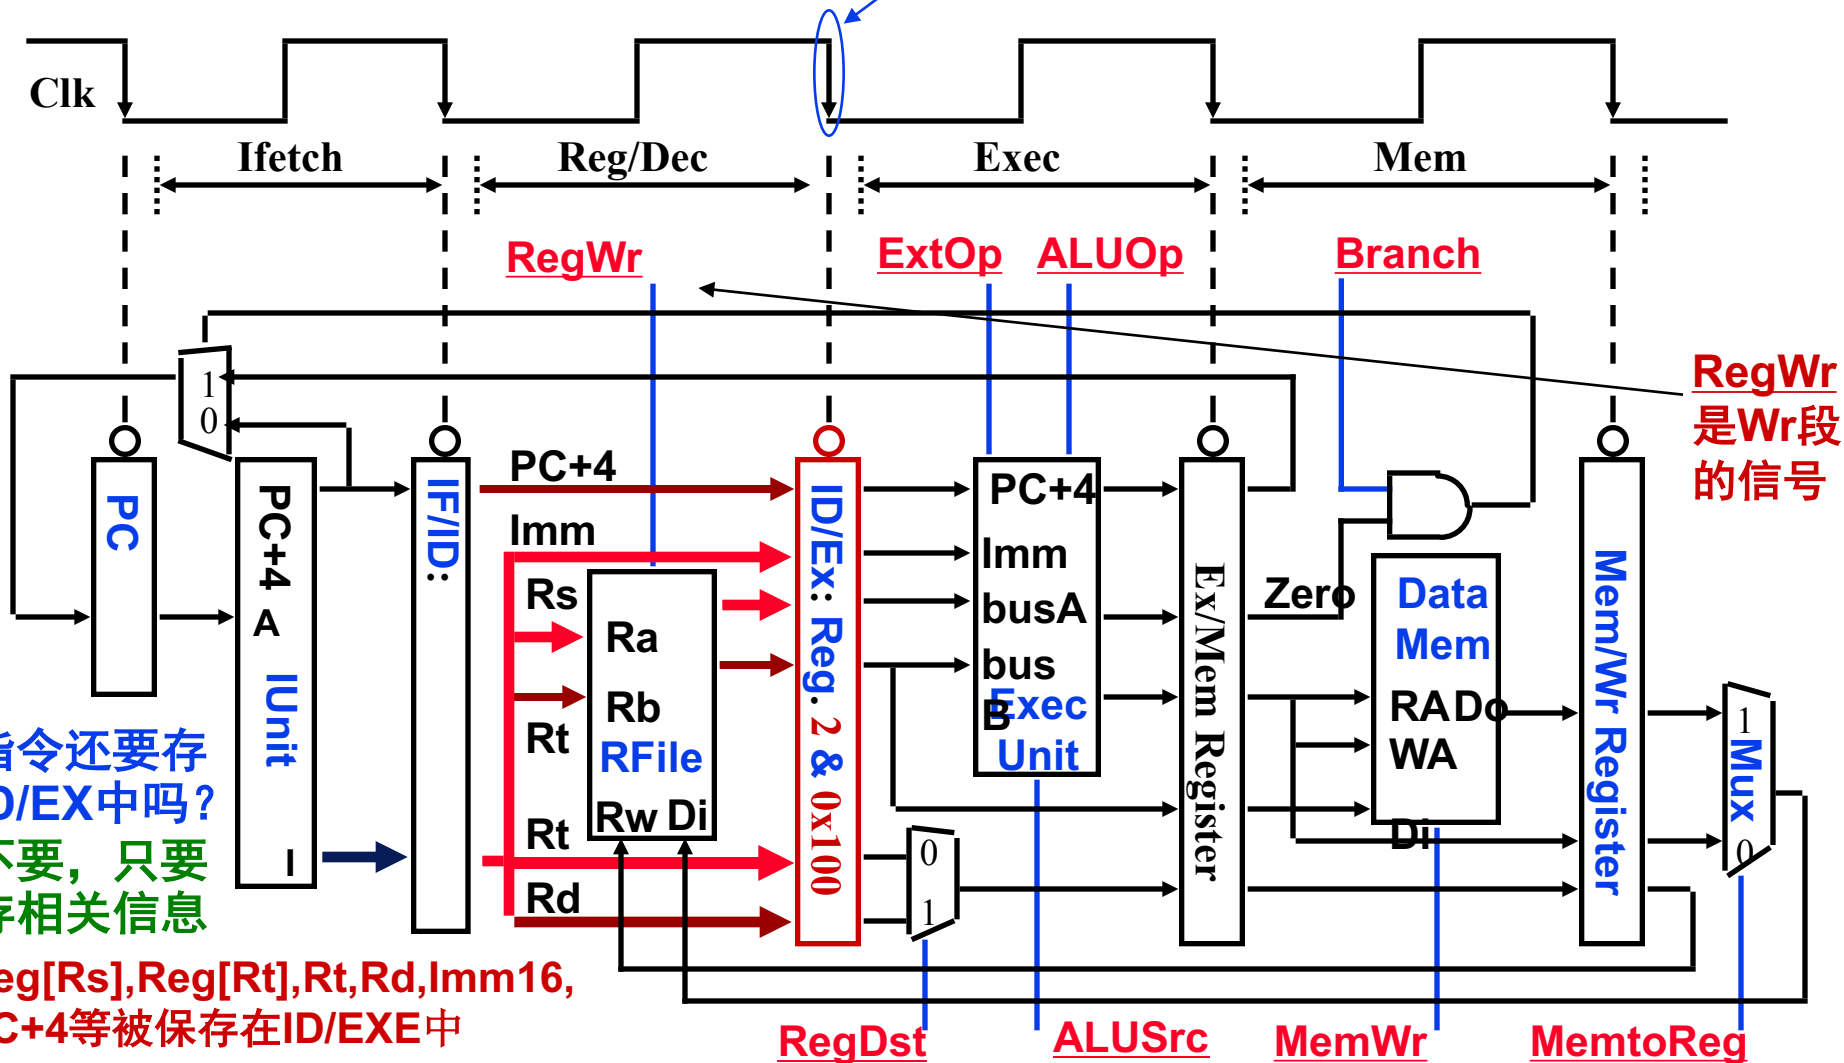 Clk
Ifetch
Reg/Dec
Exec
Mem
RegWr
ExtOp
ALUOp
Branch
RegWr
是Wr段
的信号
1
0
PC
PC+4
A
IUnit
I
IF/ID:
PC+4
Imm
Rs
Rt
Rt
Rd
Ra
Rb
RFile
Rw Di
ID/Ex: Reg. 2 & 0x100
PC+4
Imm
busA
bus
B
Exec
Unit
0
1
Ex/Mem Register
Zero
Data
Mem
RA Do
WA
Di
Mem/Wr Register
1
Mux
0
指令还要存
D/EX中吗？
不要，只要
存相关信息
eg[Rs],Reg[Rt],Rt,Rd,Imm16,
C+4等被保存在ID/EXE中
RegDst
ALUSrc
MemWr
MemtoReg